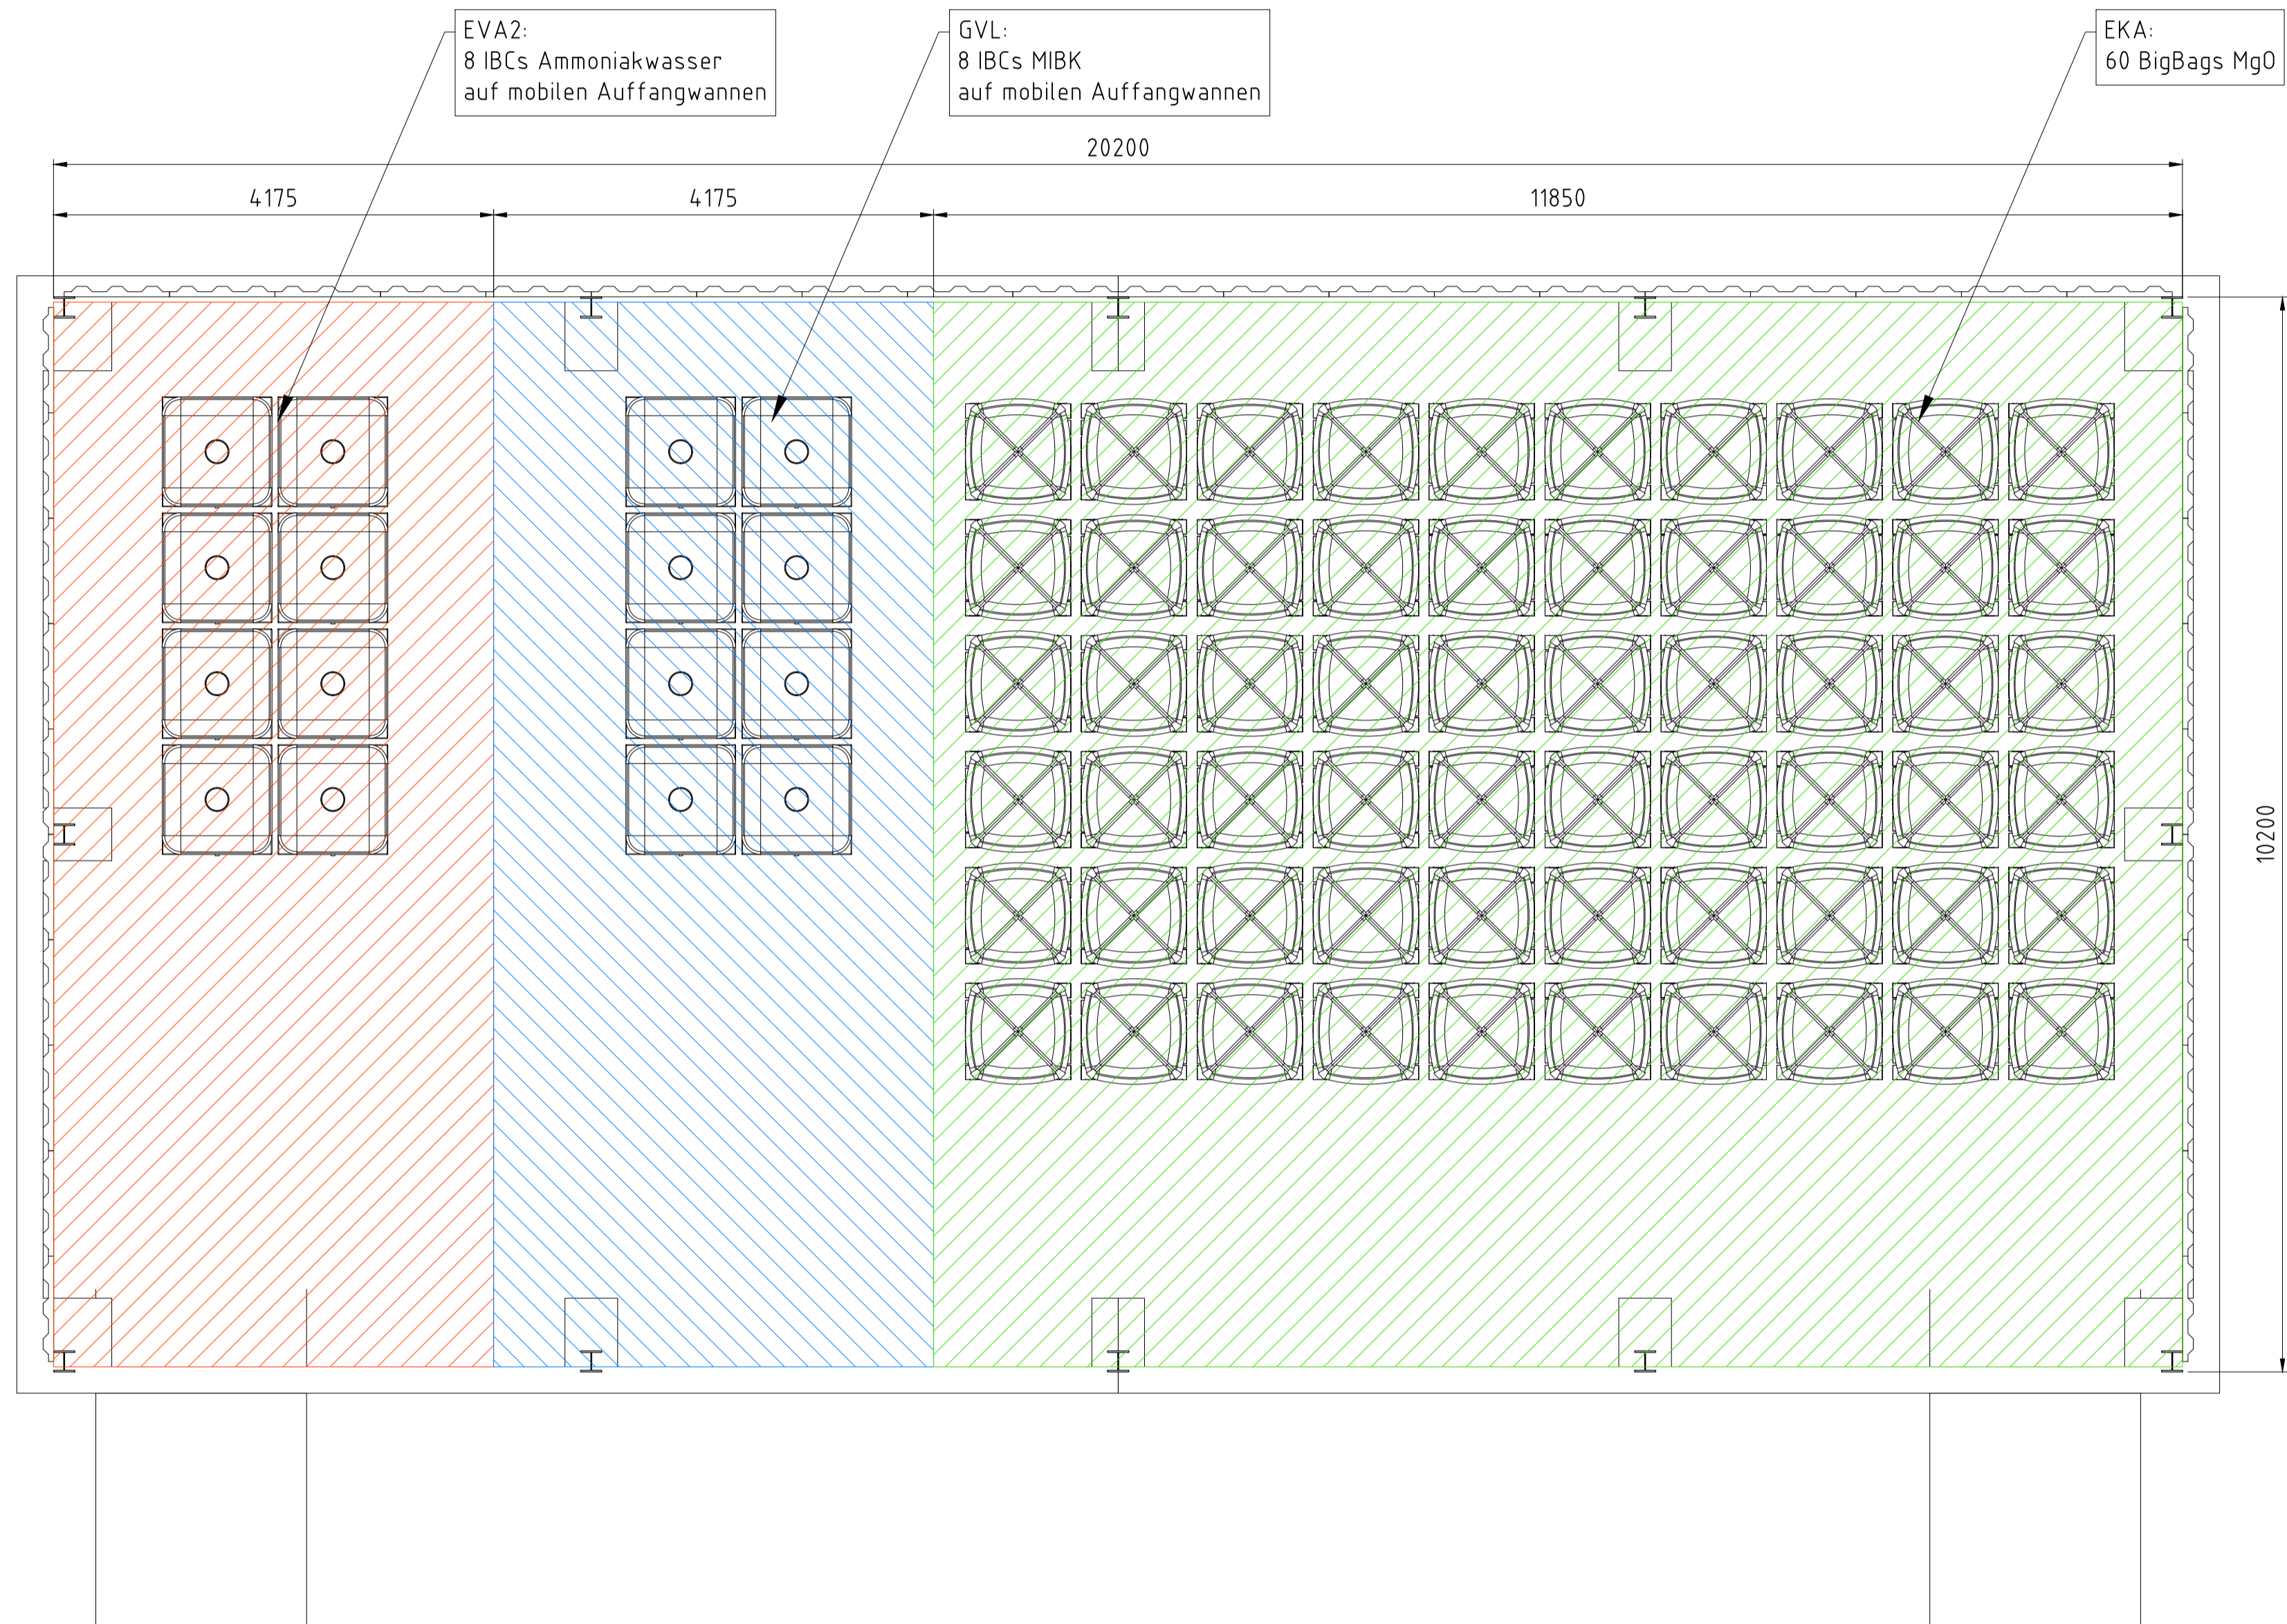 EVA2:
8 IBCs Ammoniakwasser
auf mobilen Auffangwannen
GVL:
8 IBCs MIBK
auf mobilen Auffangwannen
EKA:
60 BigBags MgO
20200
4175
4175
11850
10200